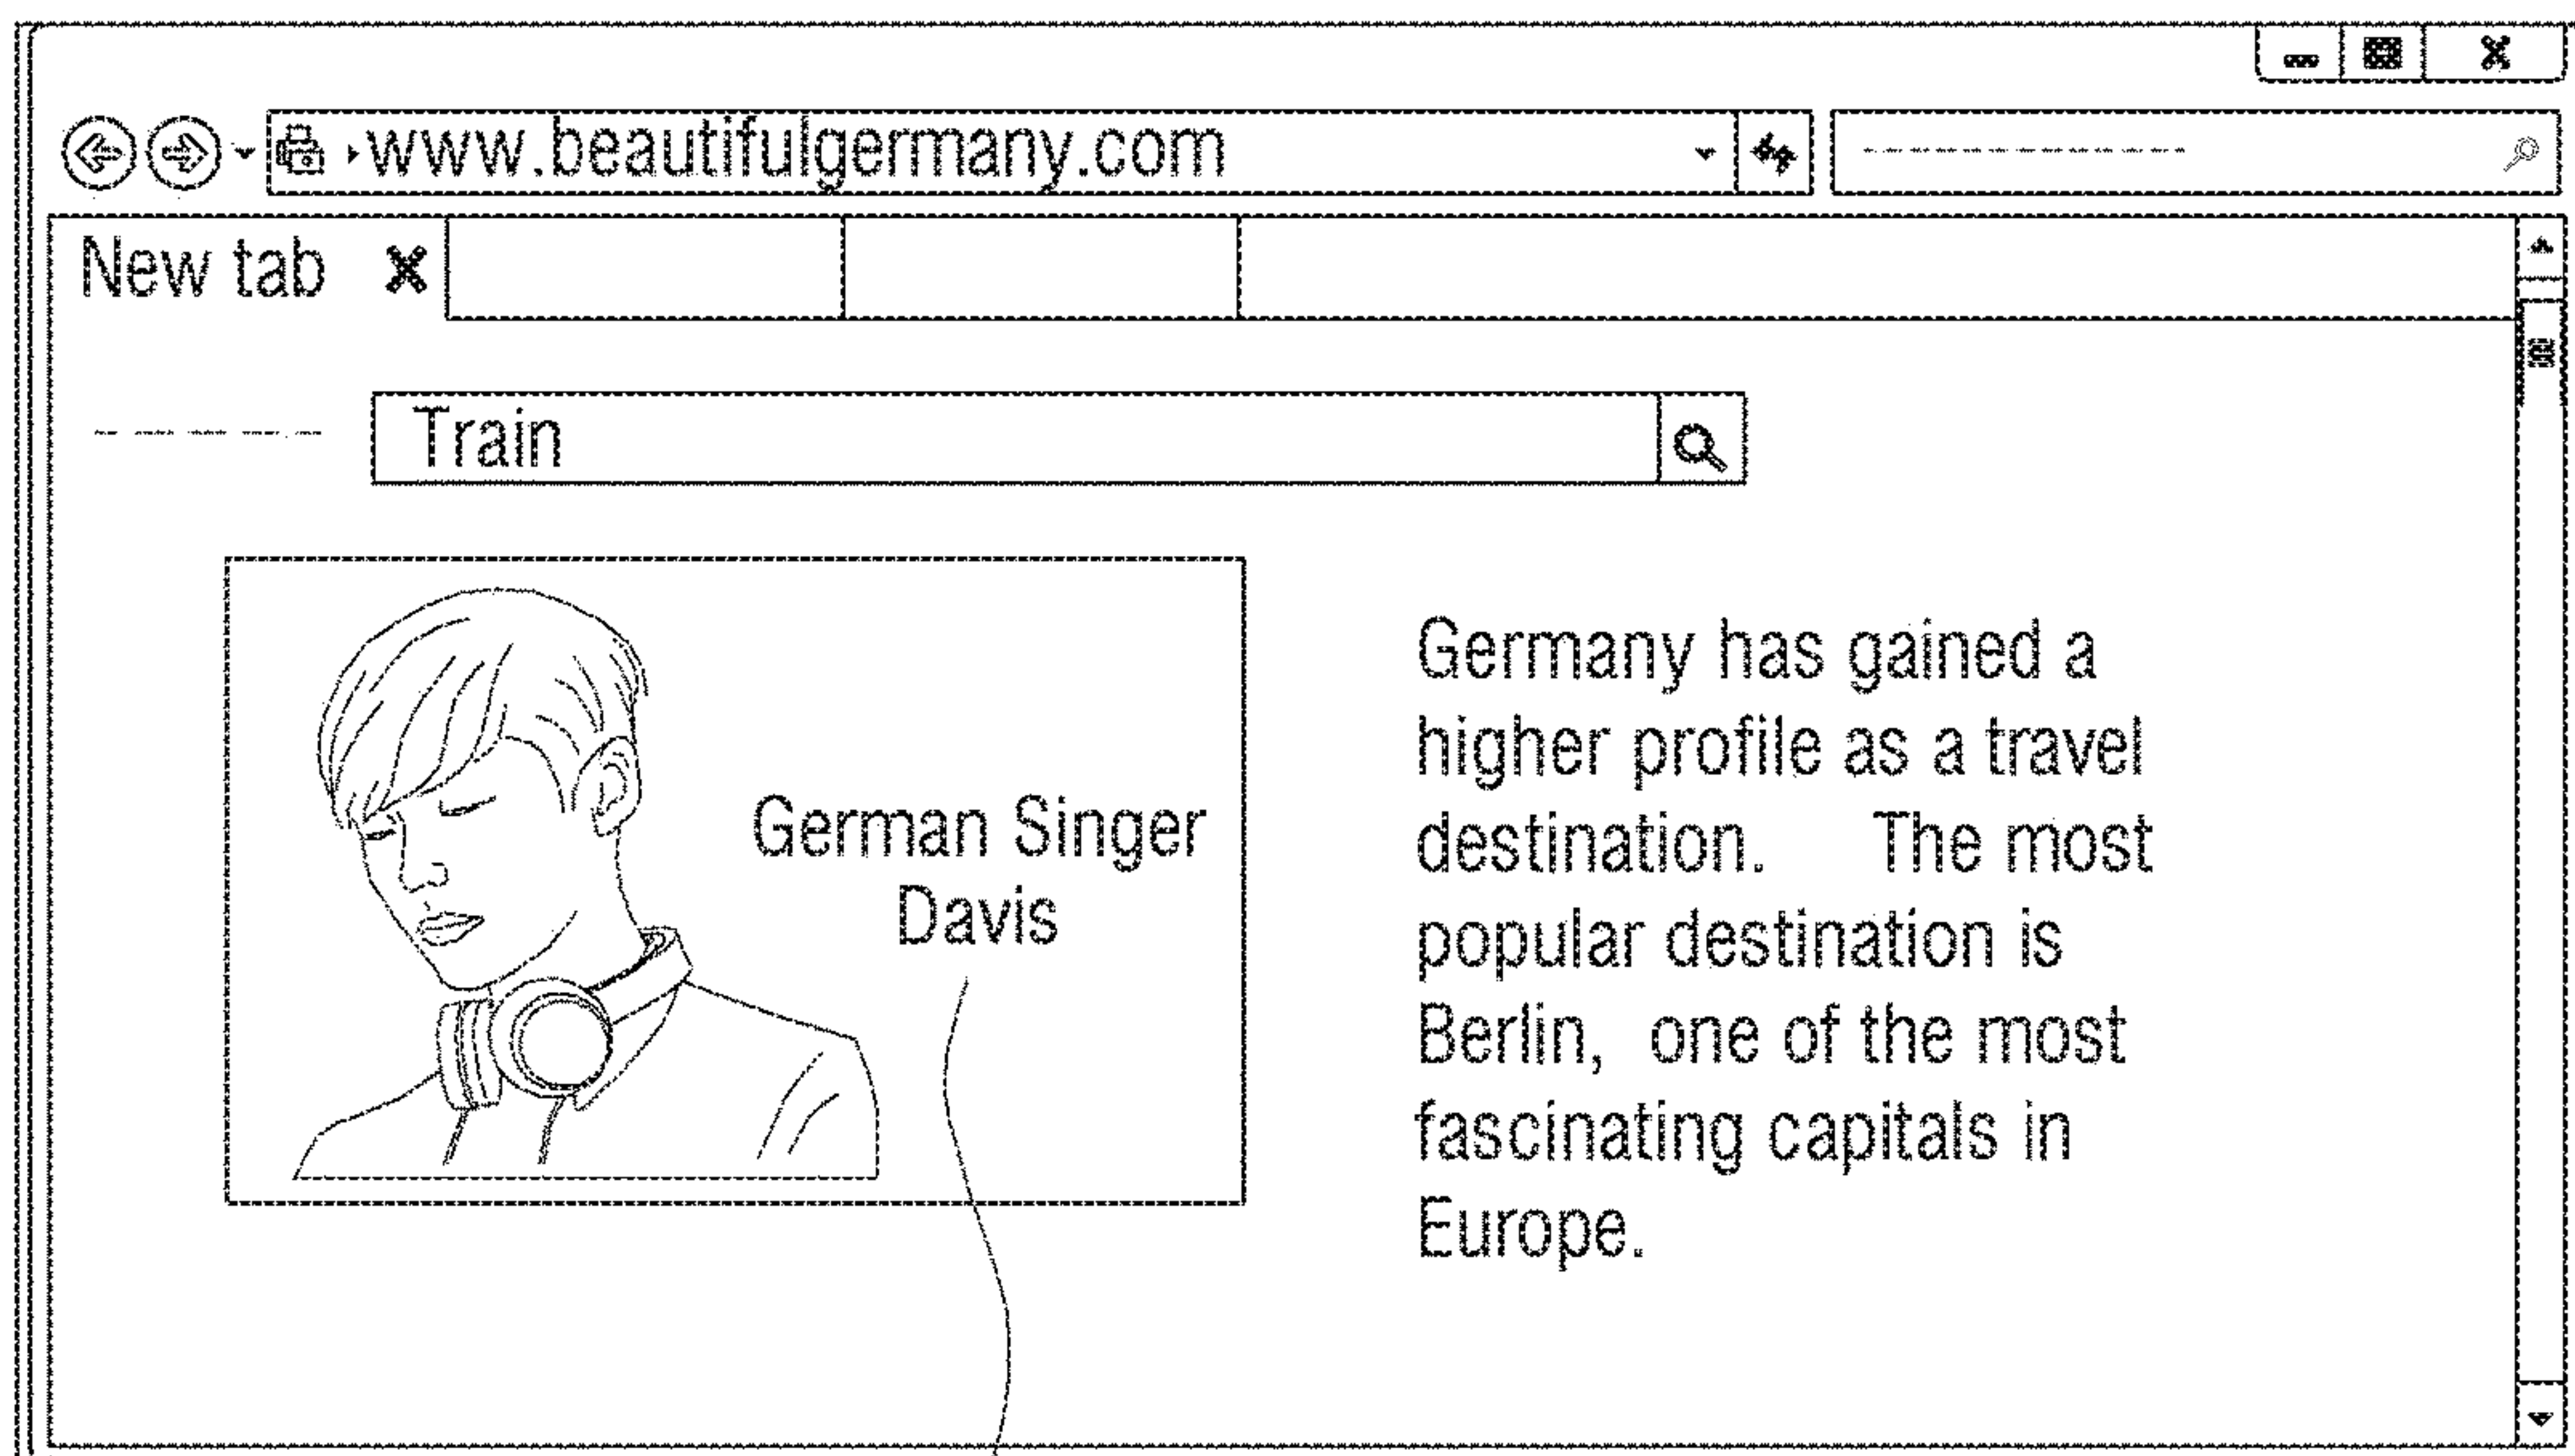 www.beautifulgermany.com
New tab
Train
German Singer
Davis
Germany has gained a
higher profile as a travel
destination. The most
popular destination is
Berlin, one of the most
fascinating capitals in
Europe.